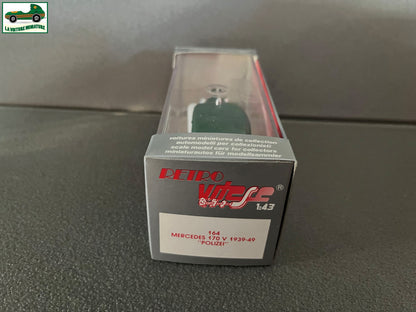 LA VOITURE MINIATURE
voitures miniatures de collection
automodelli per collezionisti
scale model cars for collectors
miniaturautos für modellsammler
RETRO
Vitesse®
1:43
164
MERCEDES 170 V 1939-49
"POLIZEI"